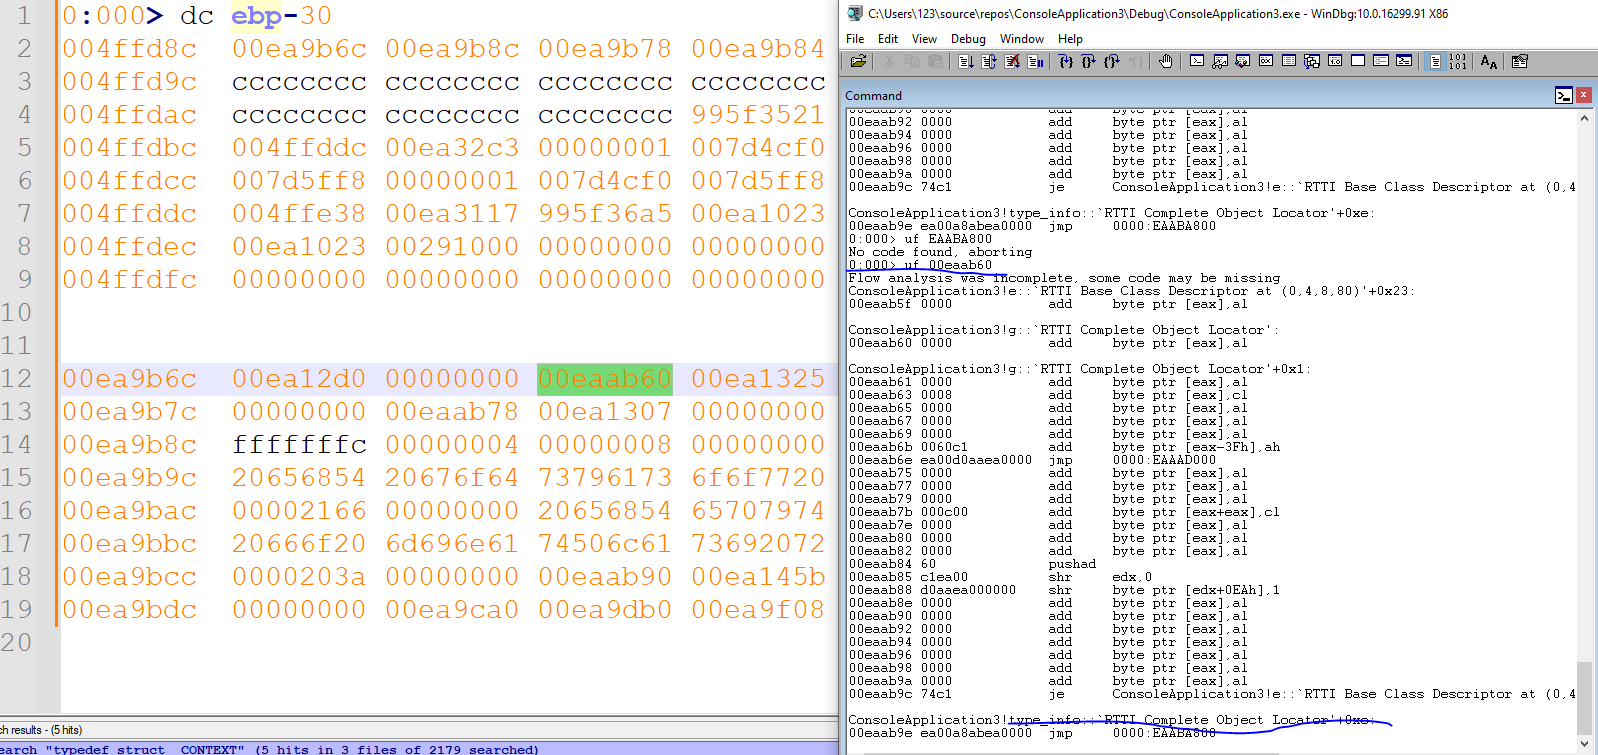 1 0:000> dc ebp-30
2 004ffd8c 00ea9b6c 00ea9b8c 00ea9b78 00ea9b84
3 004ffd9c cccccccc cccccccc cccccccc cccccccc
4 004ffdac cccccccc cccccccc cccccccc 995f3521
5 004ffdbc 004ffddc 00ea32c3 00000001 007d4cf0
6 004ffdcc 007d5ff8 00000001 007d4cf0 007d5ff8
7 004ffddc 004ffe38 00ea3117 995f36a5 00ea1023
8 004ffdec 00ea1023 00291000 00000000 00000000
9 004ffdfc 00000000 00000000 00000000 00000000
10
11
12 00ea9b6c 00ea12d0 00000000 00eaab60 00ea1325
13 00ea9b7c 00000000 00eaab78 00ea1307 00000000
14 00ea9b8c fffffffc 00000004 00000008 00000000
15 00ea9b9c 20656854 20676f64 73796173 6f6f7720
16 00ea9bac 00002166 00000000 20656854 65707974
17 00ea9bbc 20666f20 6d696e61 74506c61 73692072
18 00ea9bcc 0000203a 00000000 00eaab90 00ea145b
19 00ea9bdc 00000000 00ea9ca0 00ea9db0 00ea9f08
20
ch results - (5 hits)
earch "typedef struct _CONTEXT" (5 hits in 3 files of 2179 searched)
C:\Users\123\source\repos\ConsoleApplication3\Debug\ConsoleApplication3.exe - WinDbg:10.0.16299.91 X86
File Edit View Debug Window Help
Command
00eaab90 0000 add byte ptr [eax],al
00eaab92 0000 add byte ptr [eax],al
00eaab94 0000 add byte ptr [eax],al
00eaab96 0000 add byte ptr [eax],al
00eaab98 0000 add byte ptr [eax],al
00eaab9a 0000 add byte ptr [eax],al
00eaab9c 74c1 je ConsoleApplication3!e::`RTTI Base Class Descriptor at (0,4
ConsoleApplication3!type_info::`RTTI Complete Object Locator'+0xe:
00eaab9e ea00a8abea0000 jmp 0000:EAABA800
0:000> uf EAABA800
No code found, aborting
0:000> uf 00eaab60
Flow analysis was incomplete, some code may be missing
ConsoleApplication3!e::`RTTI Base Class Descriptor at (0,4,8,80)'+0x23:
00eaab5f 0000 add byte ptr [eax],al
ConsoleApplication3!g::`RTTI Complete Object Locator':
00eaab60 0000 add byte ptr [eax],al
ConsoleApplication3!g::`RTTI Complete Object Locator'+0x1:
00eaab61 0000 add byte ptr [eax],al
00eaab63 0008 add byte ptr [eax],cl
00eaab65 0000 add byte ptr [eax],al
00eaab67 0000 add byte ptr [eax],al
00eaab69 0000 add byte ptr [eax],al
00eaab6b 0060c1 add byte ptr [eax-3Fh],ah
00eaab6e ea00d0aaea0000 jmp 0000:EAAAD000
00eaab75 0000 add byte ptr [eax],al
00eaab77 0000 add byte ptr [eax],al
00eaab79 0000 add byte ptr [eax],al
00eaab7b 000c00 add byte ptr [eax+eax],cl
00eaab7e 0000 add byte ptr [eax],al
00eaab80 0000 add byte ptr [eax],al
00eaab82 0000 add byte ptr [eax],al
00eaab84 60 pushad
00eaab85 c1ea00 shr edx,0
00eaab88 d0aaea000000 shr byte ptr [edx+0EAh],1
00eaab8e 0000 add byte ptr [eax],al
00eaab90 0000 add byte ptr [eax],al
00eaab92 0000 add byte ptr [eax],al
00eaab94 0000 add byte ptr [eax],al
00eaab96 0000 add byte ptr [eax],al
00eaab98 0000 add byte ptr [eax],al
00eaab9a 0000 add byte ptr [eax],al
00eaab9c 74c1 je ConsoleApplication3!e::`RTTI Base Class Descriptor at (0,4
ConsoleApplication3!type_info::`RTTI Complete Object Locator'+0xe:
00eaab9e ea00a8abea0000 jmp 0000:EAABA800